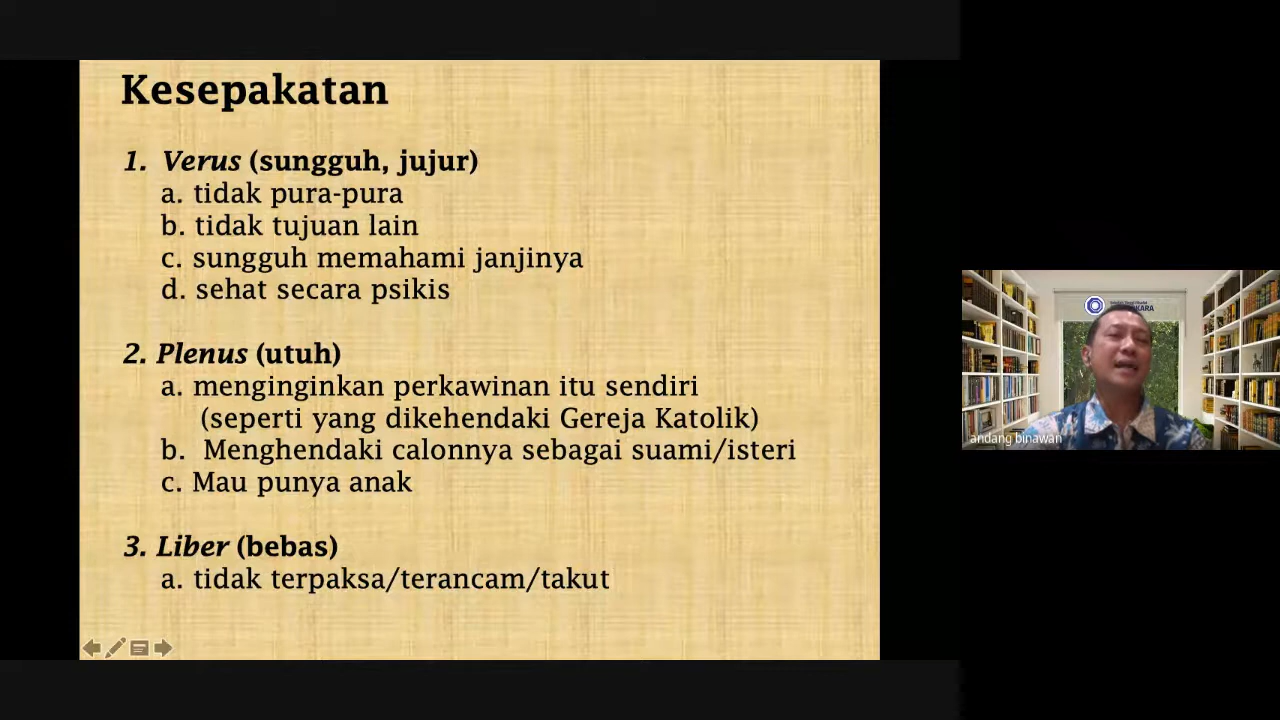 Kesepakatan
1. Verus (sungguh, jujur)
a. tidak pura-pura
b. tidak tujuan lain
c. sungguh memahami janjinya
d. sehat secara psikis
2. Plenus (utuh)
a. menginginkan perkawinan itu sendiri
(seperti yang dikehendaki Gereja Katolik)
b. Menghendaki calonnya sebagai suami/isteri
c. Mau punya anak
3. Liber (bebas)
a. tidak terpaksa/terancam/takut
andang binawan